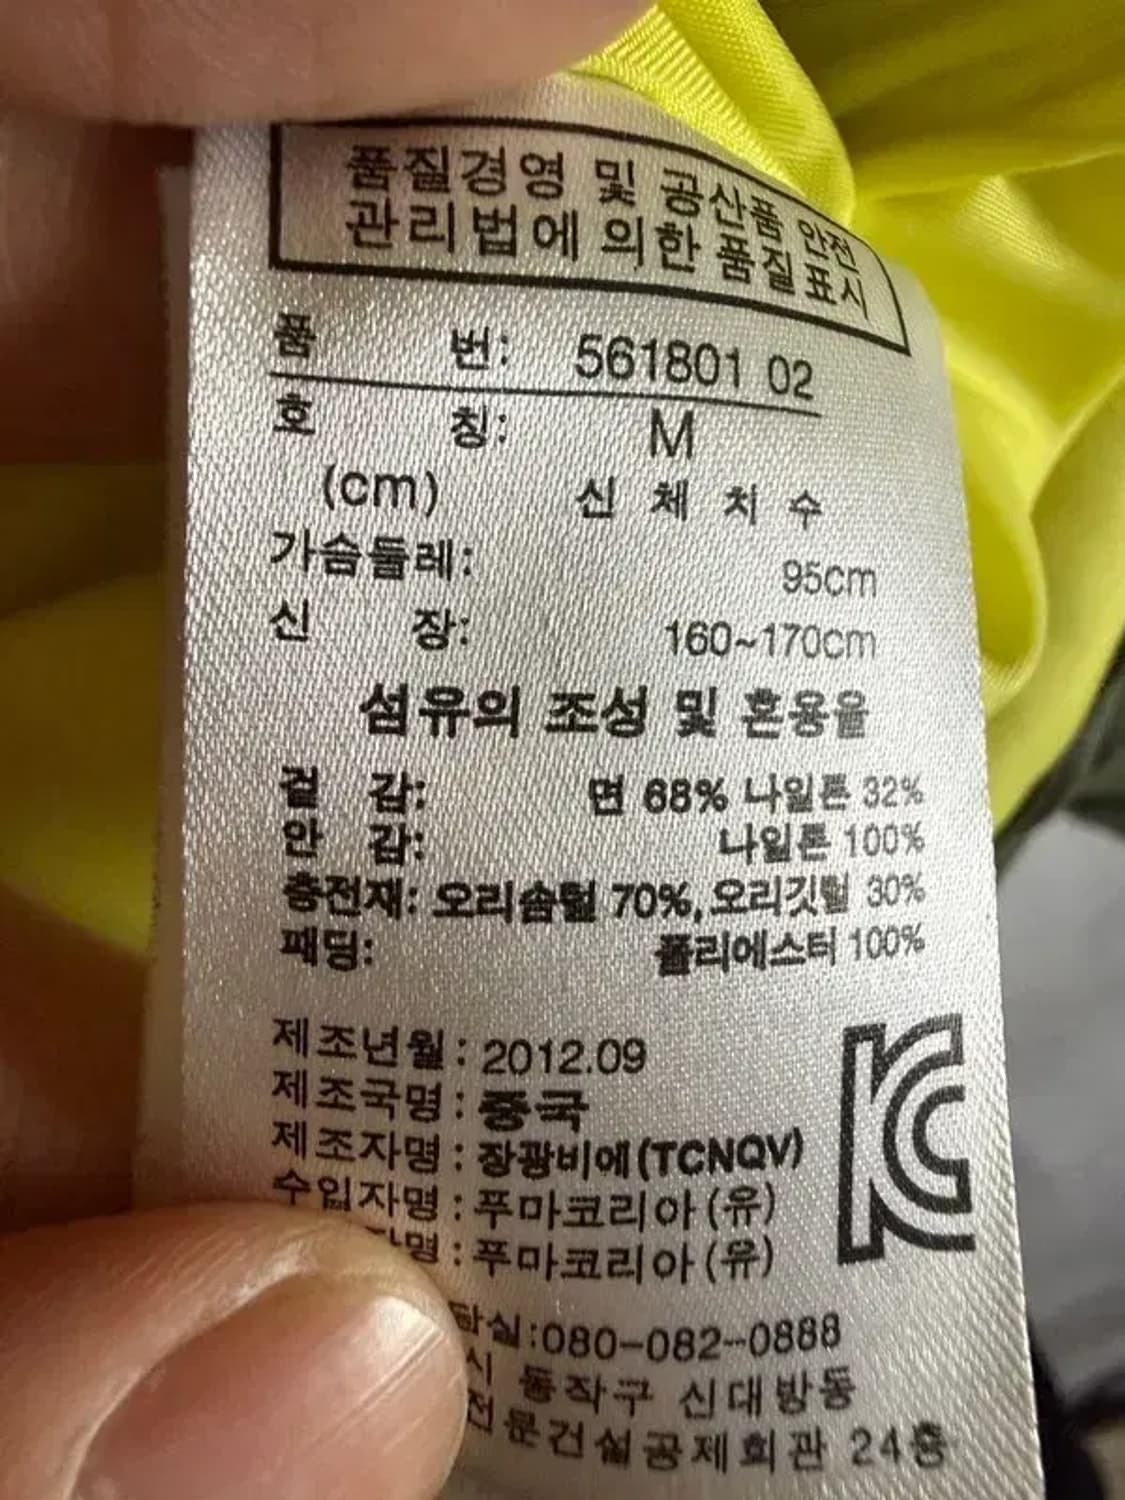 품질경영 및 공산품 안전
관리법에 의한 품질표시
품 번: 561801 02
호 칭: M
(cm) 신 체 치 수
가슴둘레: 95cm
신 장: 160~170cm
섬유의 조성 및 혼용율
겉 감: 면 68% 나일론 32%
안 감: 나일론 100%
충전재: 오리솜털 70%, 오리깃털 30%
패딩: 폴리에스터 100%
제조년월: 2012.09
제조국명: 중국
제조자명: 장광비에(TCNQV)
수입자명: 푸마코리아(유)
푸마코리아(유)
080-082-0888
동작구 신대방동
전문건설공제회관 24층
KC